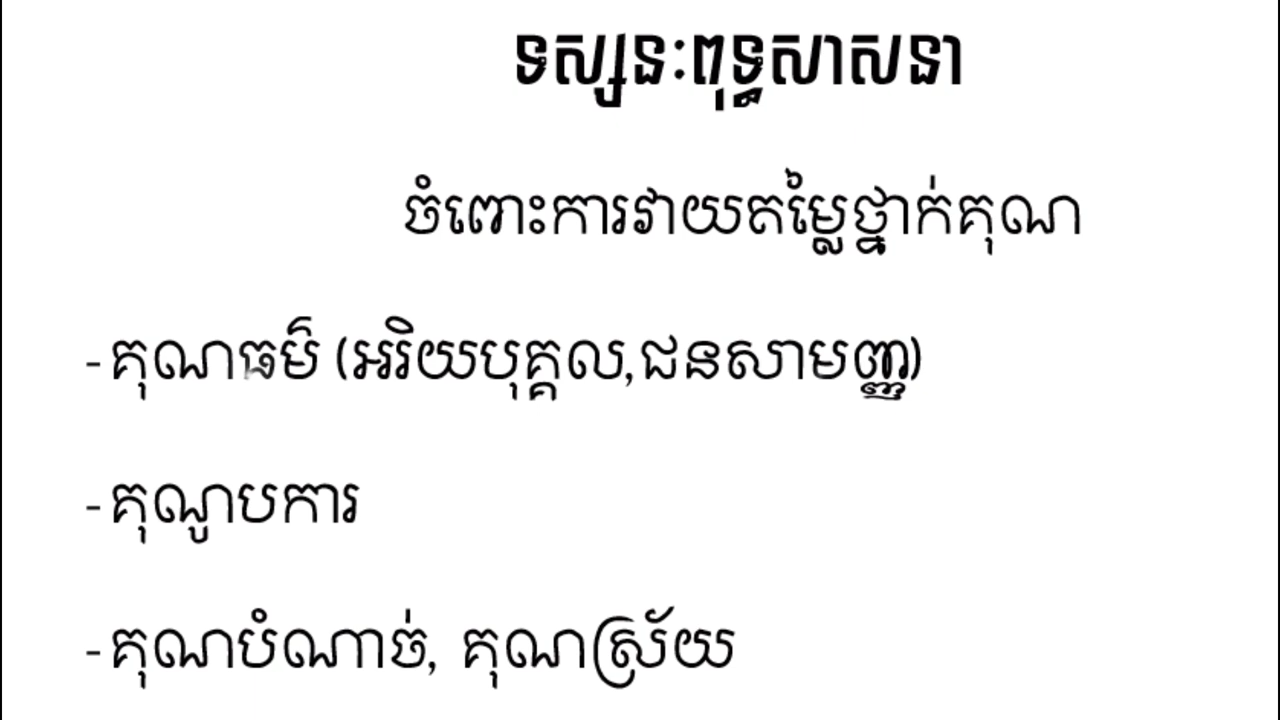 ទស្សនៈពុទ្ធសាសនា
ចំពោះការវាយតម្លៃថ្នាក់គុណ
-គុណធម៌ (អរិយបុគ្គល,ជនសាមញ្ញ)
-គុណូបការ
-គុណបំណាច់, គុណស្រ័យ